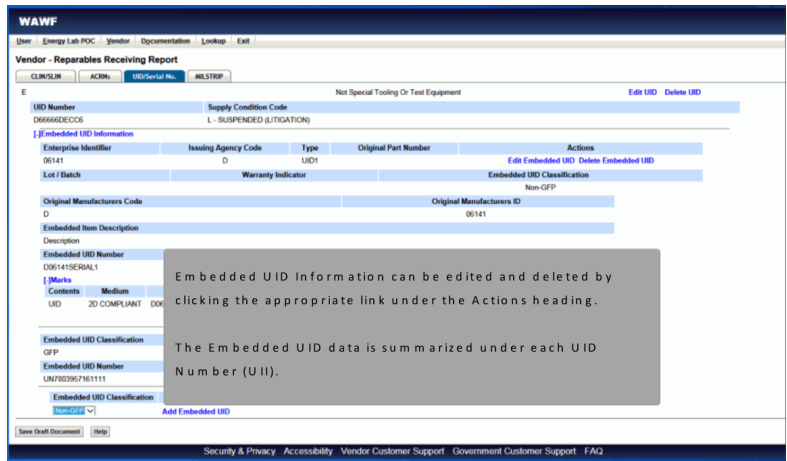 WAWF
User Energy Lab POC Vendor Documentation Lookup Exit
Vendor - Reparables Receiving Report
CLIN/SLIN ACRNs UID/Serial No. MILSTRIP
E Not Special Tooling Or Test Equipment Edit UID Delete UID
UID Number Supply Condition Code
D66666DECC6 L - SUSPENDED (LITIGATION)
[-]Embedded UID Information
Enterprise Identifier Issuing Agency Code Type Original Part Number Actions
06141 D UID1 Edit Embedded UID Delete Embedded UID
Lot / Batch Warranty Indicator Embedded UID Classification
Non-GFP
Original Manufacturers Code Original Manufacturers ID
D 06141
Embedded Item Description
Description
Embedded UID Number
D06141SERIAL1
[-]Marks
Contents Medium
UID 2D COMPLIANT D06
Embedded UID Information can be edited and deleted by
clicking the appropriate link under the Actions heading.
The Embedded UID data is summarized under each UID
Number (UII).
Embedded UID Classification
GFP
Embedded UID Number
UN7803957161111
Embedded UID Classification
Non-GFP Add Embedded UID
Save Draft Document Help
Security & Privacy Accessibility Vendor Customer Support Government Customer Support FAQ